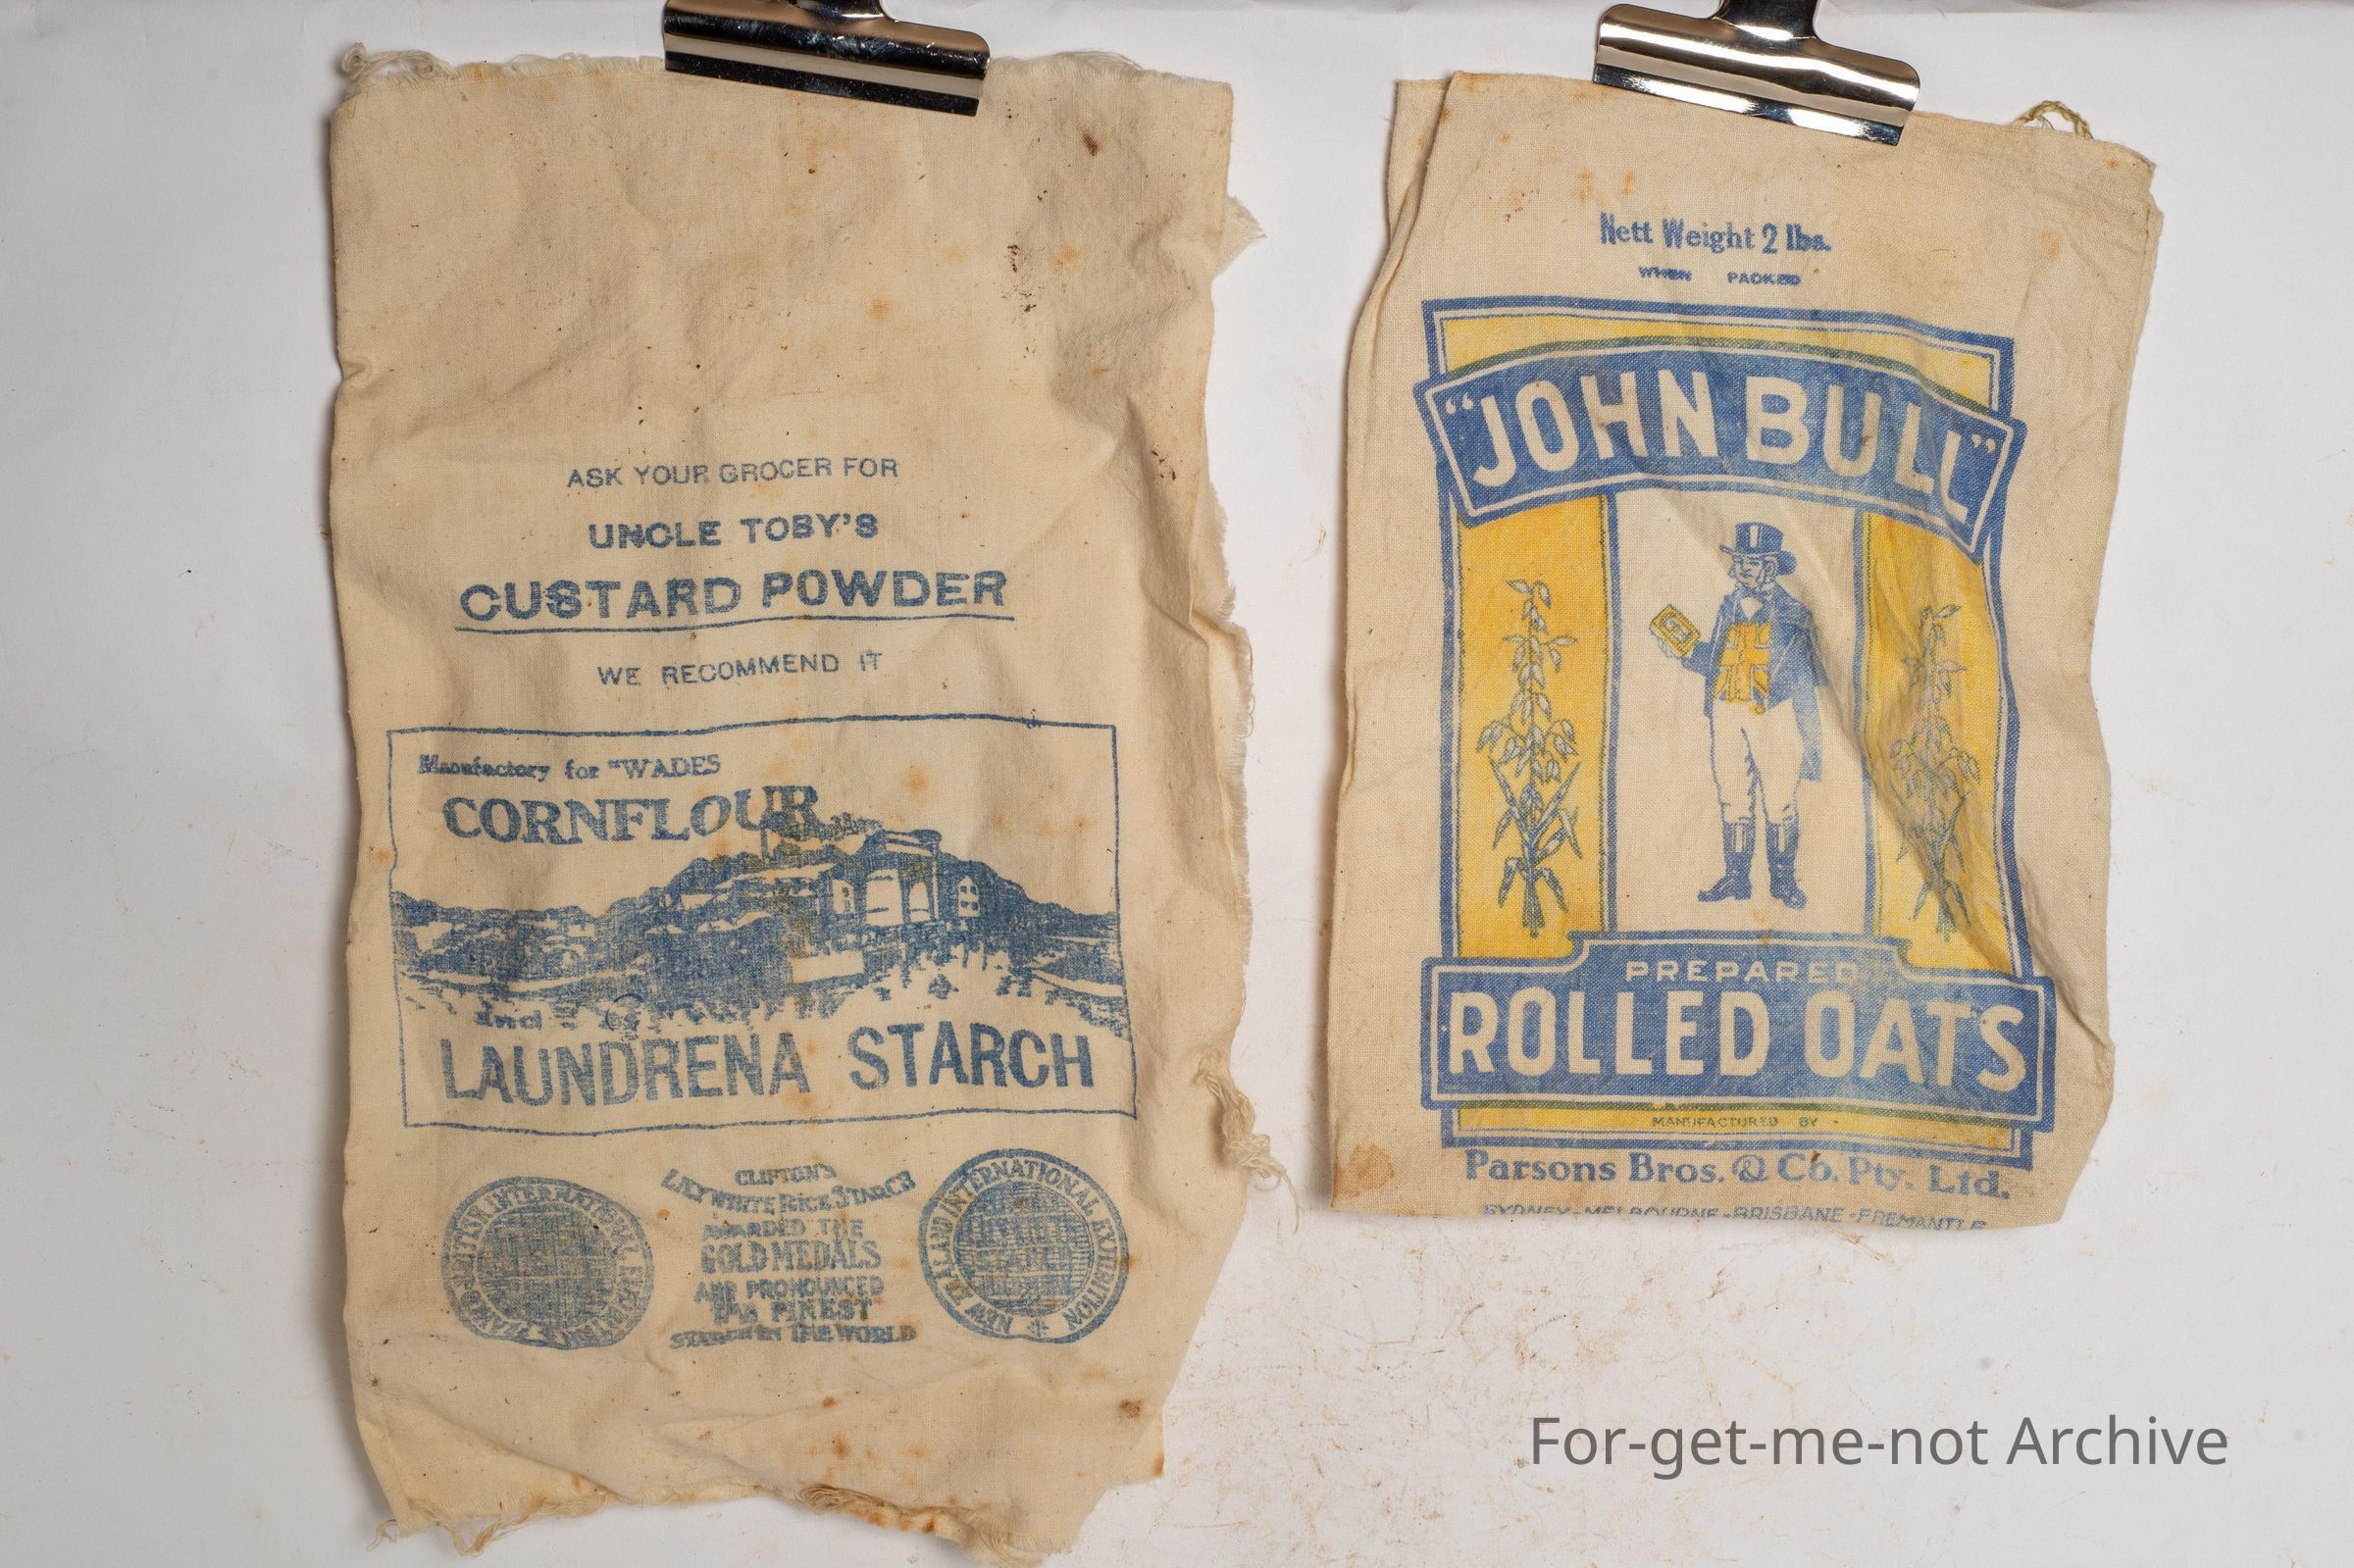 ASK YOUR GROCER FOR
UNCLE TOBY'S
CUSTARD POWDER
WE RECOMMEND IT
Manufactory for "WADES
CORNFLOUR
and
LAUNDRENA STARCH
INTERNATIONAL
CLIFTON'S
LILYWHITE RICE STARCH
AWARDED THE
GOLD MEDALS
AND PRONOUNCED
THE FINEST
STARCH IN THE WORLD
NEW ZEALAND INTERNATIONAL EXHIBITION
Nett Weight 2 lbs.
WHEN PACKED
"JOHN BULL"
PREPARED
ROLLED OATS
MANUFACTURED BY
Parsons Bros. & Co. Pty. Ltd.
SYDNEY - MELBOURNE - BRISBANE - FREMANTLE
For-get-me-not Archive